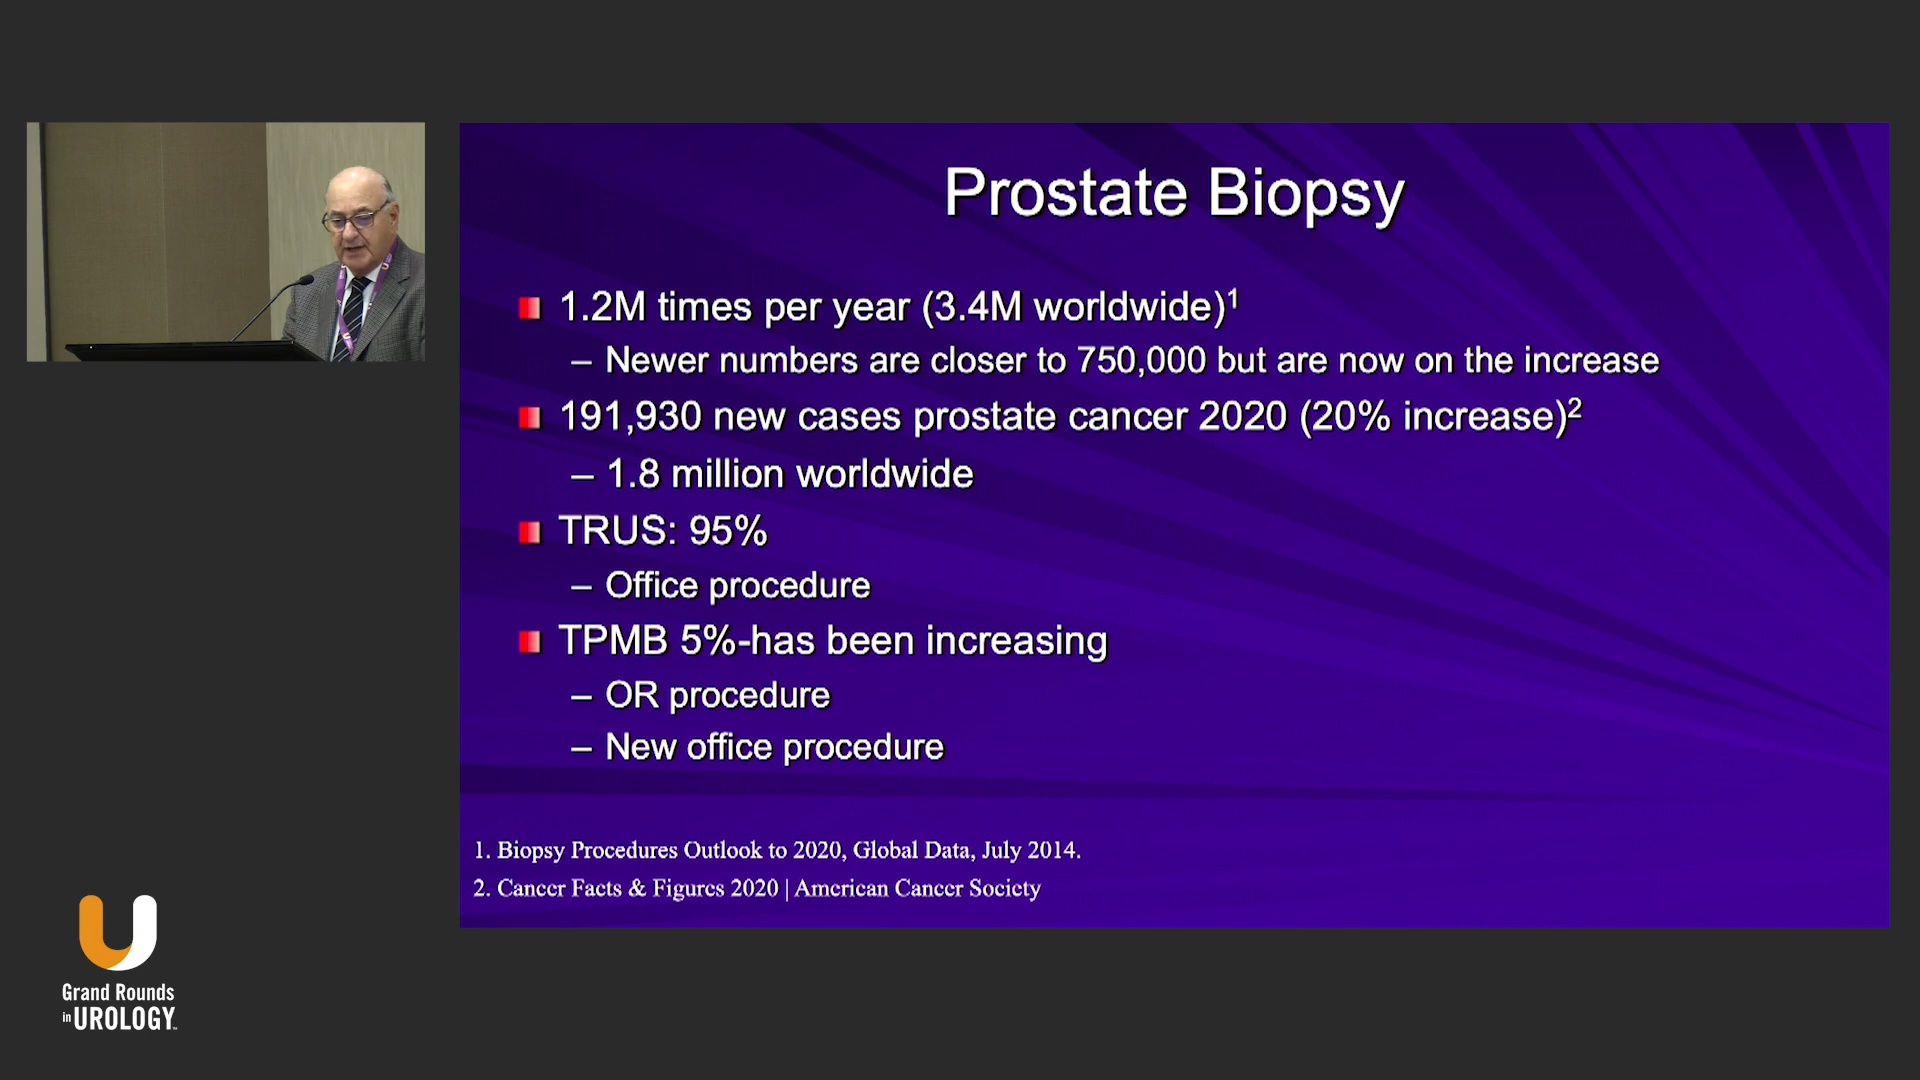 Prostate Biopsy
1.2M times per year (3.4M worldwide)1
– Newer numbers are closer to 750,000 but are now on the increase
191,930 new cases prostate cancer 2020 (20% increase)2
– 1.8 million worldwide
TRUS: 95%
– Office procedure
TPMB 5%-has been increasing
– OR procedure
– New office procedure
1. Biopsy Procedures Outlook to 2020, Global Data, July 2014.
2. Cancer Facts & Figures 2020 | American Cancer Society
Grand Rounds
in UROLOGY